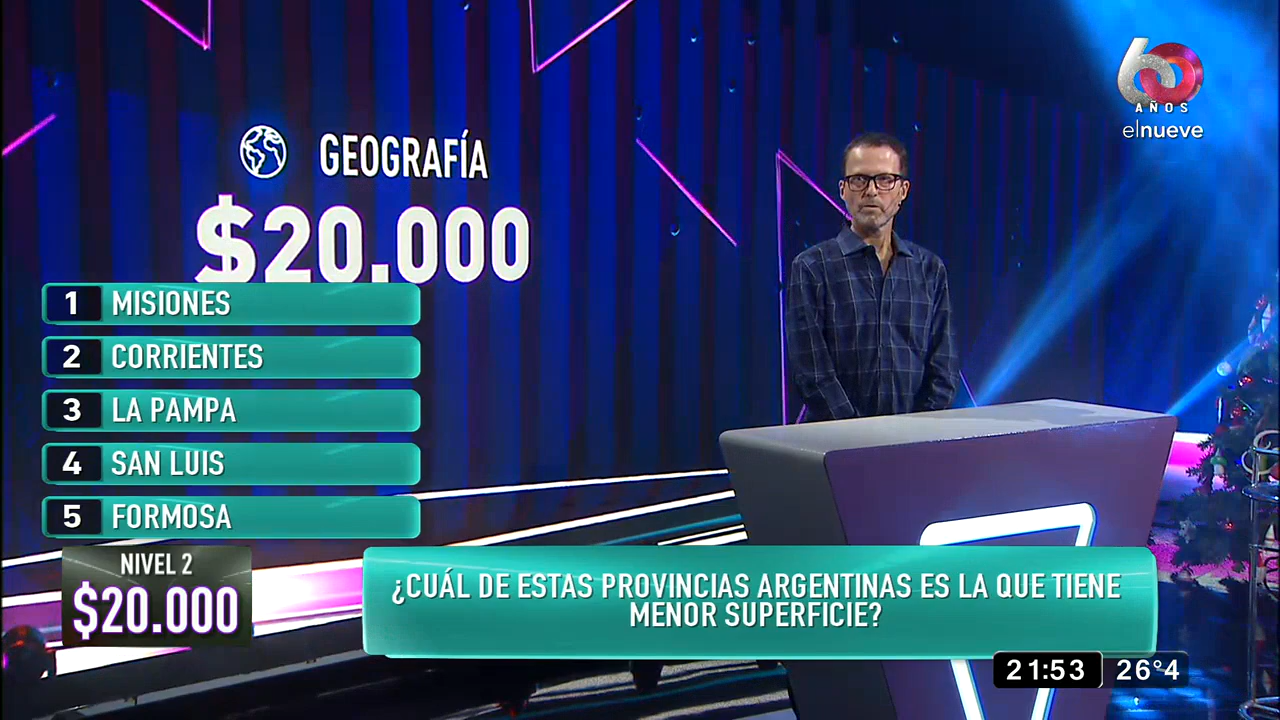 60
AÑOS
elnueve
GEOGRAFÍA
$20.000
1 MISIONES
2 CORRIENTES
3 LA PAMPA
4 SAN LUIS
5 FORMOSA
NIVEL 2
$20.000
¿CUÁL DE ESTAS PROVINCIAS ARGENTINAS ES LA QUE TIENE
MENOR SUPERFICIE?
21:53 26°4